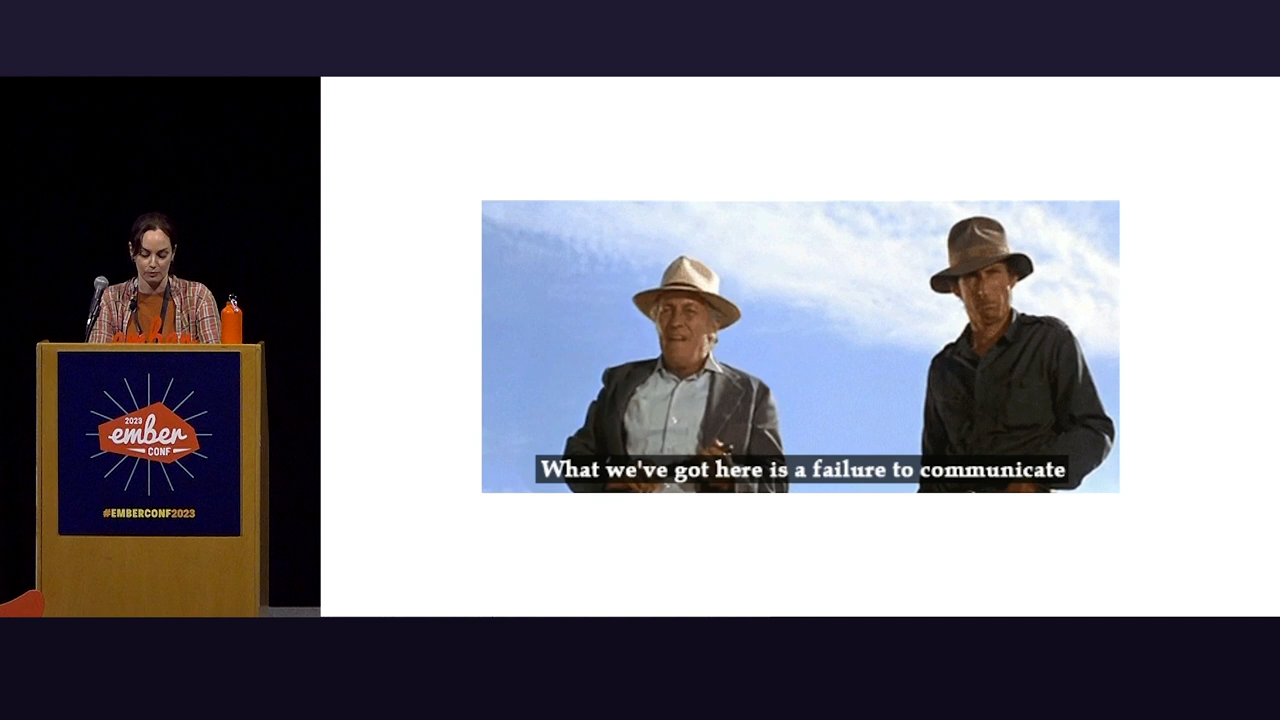 2023
ember
CONF
#EMBERCONF2023
What we've got here is a failure to communicate